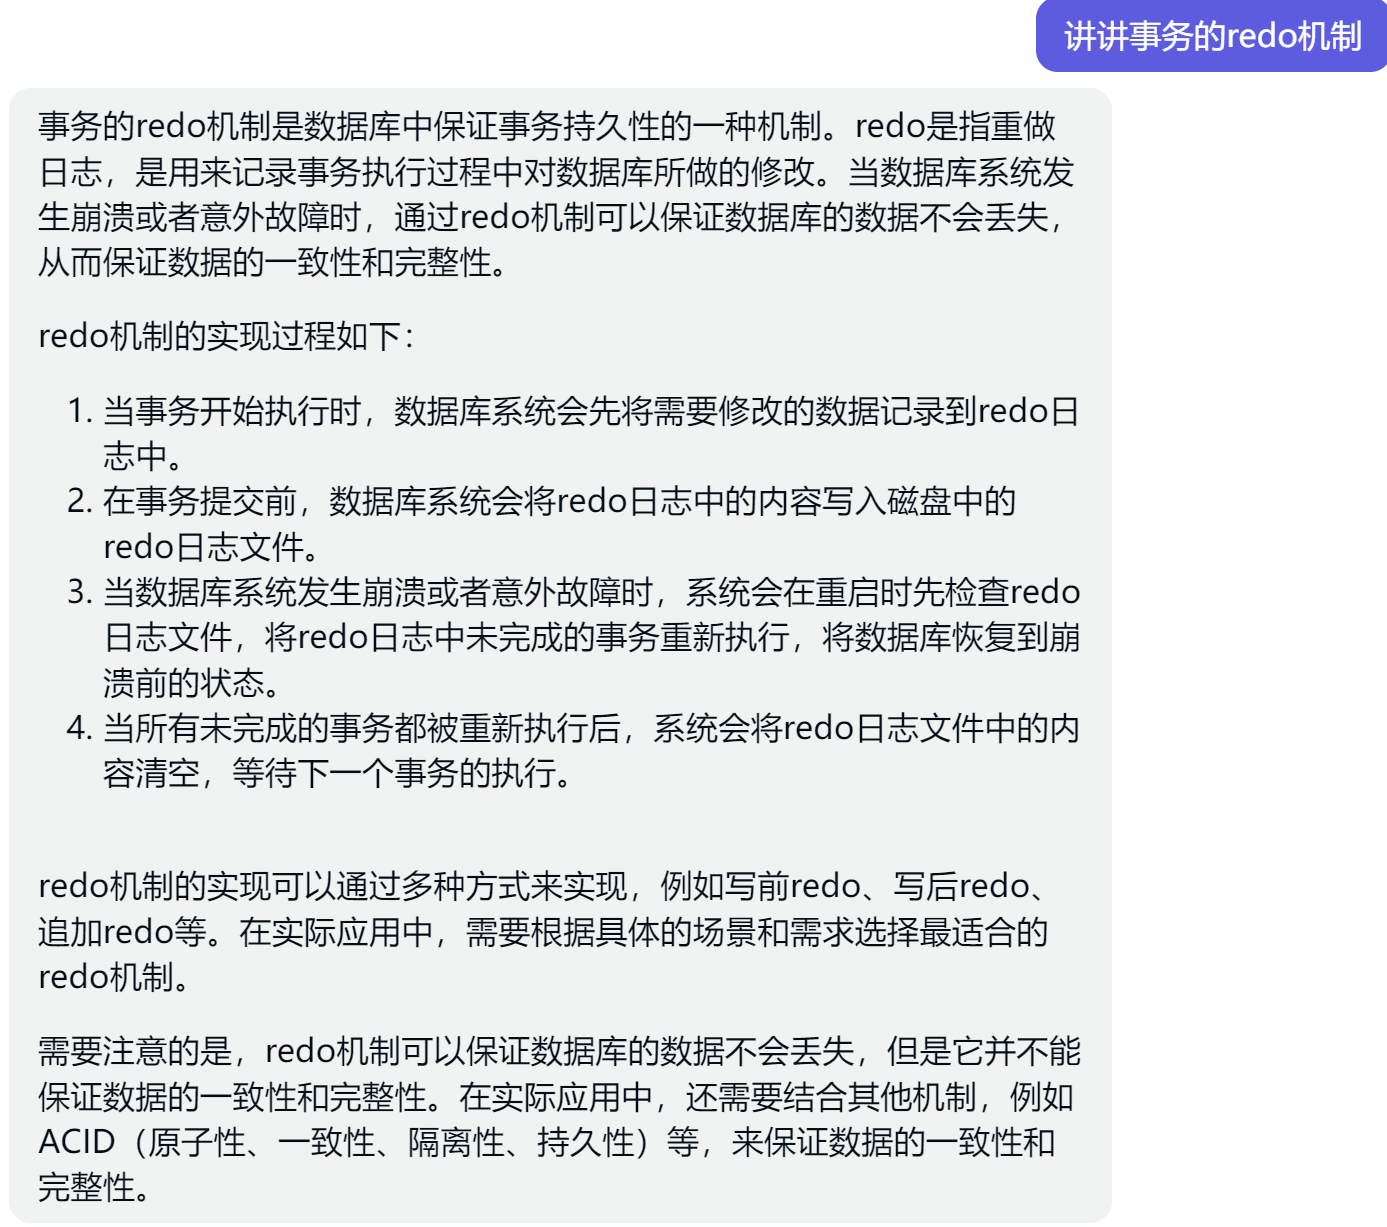 讲讲事务的redo机制
事务的redo机制是数据库中保证事务持久性的一种机制。redo是指重做
日志，是用来记录事务执行过程中对数据库所做的修改。当数据库系统发
生崩溃或者意外故障时，通过redo机制可以保证数据库的数据不会丢失，
从而保证数据的一致性和完整性。
redo机制的实现过程如下：
1. 当事务开始执行时，数据库系统会先将需要修改的数据记录到redo日
志中。
2. 在事务提交前，数据库系统会将redo日志中的内容写入磁盘中的
redo日志文件。
3. 当数据库系统发生崩溃或者意外故障时，系统会在重启时先检查redo
日志文件，将redo日志中未完成的事务重新执行，将数据库恢复到崩
溃前的状态。
4. 当所有未完成的事务都被重新执行后，系统会将redo日志文件中的内
容清空，等待下一个事务的执行。
redo机制的实现可以通过多种方式来实现，例如写前redo、写后redo、
追加redo等。在实际应用中，需要根据具体的场景和需求选择最适合的
redo机制。
需要注意的是，redo机制可以保证数据库的数据不会丢失，但是它并不能
保证数据的一致性和完整性。在实际应用中，还需要结合其他机制，例如
ACID（原子性、一致性、隔离性、持久性）等，来保证数据的一致性和
完整性。